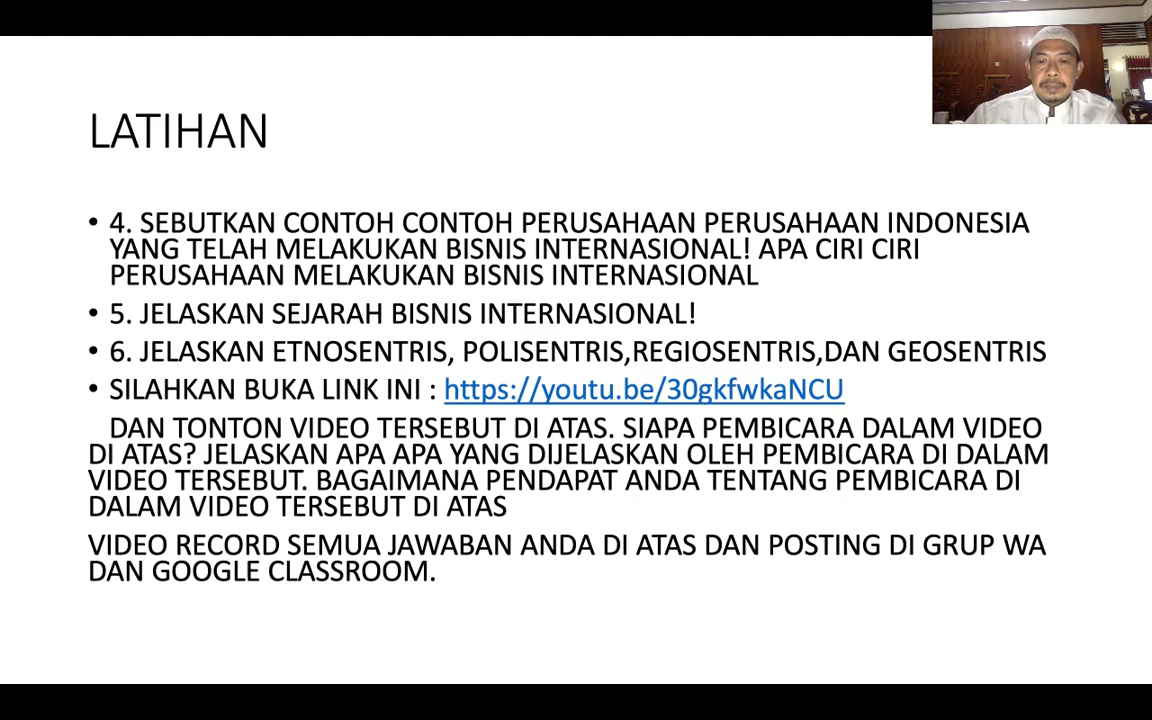 LATIHAN
• 4. SEBUTKAN CONTOH CONTOH PERUSAHAAN PERUSAHAAN INDONESIA
YANG TELAH MELAKUKAN BISNIS INTERNASIONAL! APA CIRI CIRI
PERUSAHAAN MELAKUKAN BISNIS INTERNASIONAL
• 5. JELASKAN SEJARAH BISNIS INTERNASIONAL!
• 6. JELASKAN ETNOSENTRIS, POLISENTRIS,REGIOSENTRIS,DAN GEOSENTRIS
• SILAHKAN BUKA LINK INI : https://youtu.be/30gkfwkaNCU
DAN TONTON VIDEO TERSEBUT DI ATAS. SIAPA PEMBICARA DALAM VIDEO
DI ATAS? JELASKAN APA APA YANG DIJELASKAN OLEH PEMBICARA DI DALAM
VIDEO TERSEBUT. BAGAIMANA PENDAPAT ANDA TENTANG PEMBICARA DI
DALAM VIDEO TERSEBUT DI ATAS
VIDEO RECORD SEMUA JAWABAN ANDA DI ATAS DAN POSTING DI GRUP WA
DAN GOOGLE CLASSROOM.